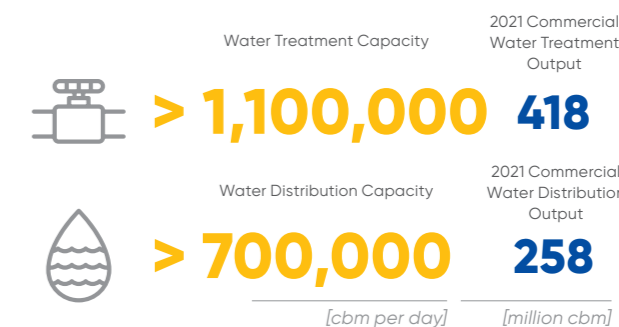 Water Treatment Capacity
2021 Commercial
Water Treatment
Output
> 1,100,000
418
Water Distribution Capacity
2021 Commercial
Water Distribution
Output
> 700,000
258
[cbm per day]
[million cbm]